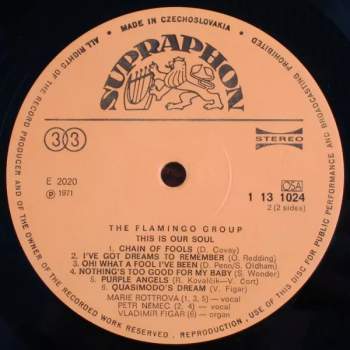 MADE IN CZECHOSLOVAKIA
ALL RIGHTS OF THE RECORD PRODUCER AND OF THE OWNER OF THE RECORDED WORK RESERVED. REPRODUCTION, USE OF THIS DISC FOR PUBLIC PERFORMANCE AND BROADCASTING PROHIBITED
SUPRAPHON
33
STEREO
E 2020
Ⓟ 1971
OSA
1 13 1024
2 (2 sides)
THE FLAMINGO GROUP
THIS IS OUR SOUL
1. CHAIN OF FOOLS (D. Covay)
2. I'VE GOT DREAMS TO REMEMBER (O. Redding)
3. OH! WHAT A FOOL I'VE BEEN (D. Penn/S. Oldham)
4. NOTHING'S TOO GOOD FOR MY BABY (S. Wonder)
5. PURPLE ANGELS (R. Kovalčík—V. Čort)
6. QUASIMODO'S DREAM (V. Figar)
MARIE ROTTROVÁ (1, 3, 5) — vocal
PETR NĚMEC (2, 4) — vocal
VLADIMÍR FIGAR (6) — organ